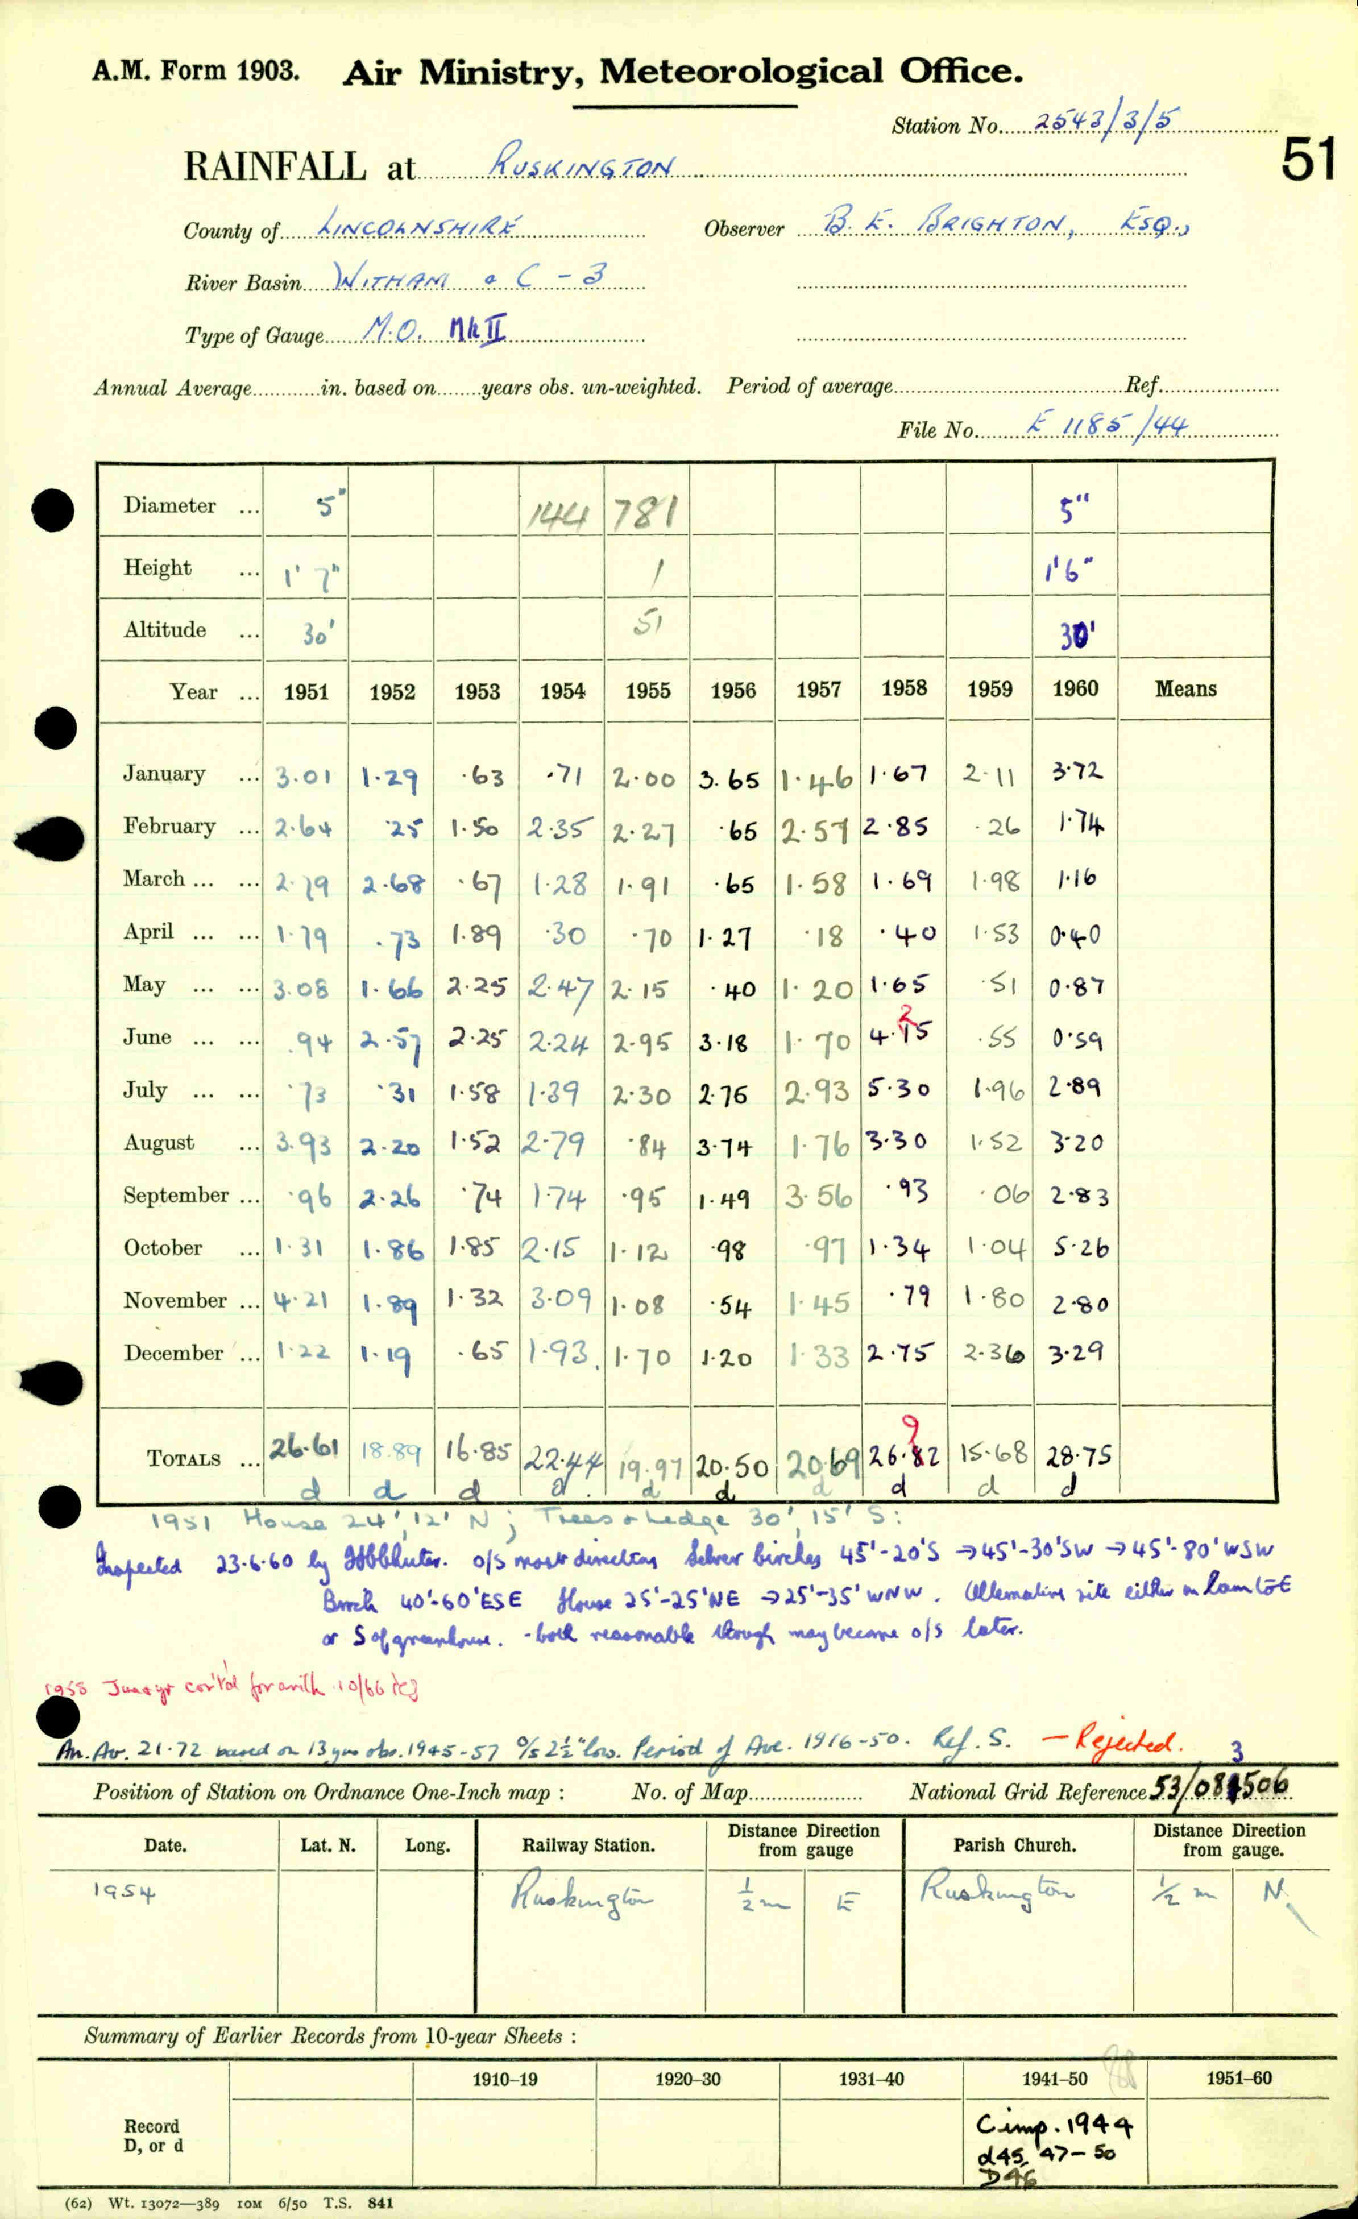 A.M. Form 1903. Air Ministry, Meteorological Office.
Station No. 2543/3/5
51
RAINFALL at RUSKINGTON
County of LINCOLNSHIRE Observer B. E. BRIGHTON, ESQ.,
River Basin WITHAM & C - 3
Type of Gauge M.O. Mk II
Annual Average in. based on years obs. un-weighted. Period of average Ref.
File No. E 1185/44
Diameter ... 5" 144 781 5"
Height ... 1' 7" 1 1'6"
Altitude ... 30' 51 30'
Year ... 1951 1952 1953 1954 1955 1956 1957 1958 1959 1960 Means
January ... 3.01 1.29 .63 .71 2.00 3.65 1.46 1.67 2.11 3.72
February ... 2.64 .25 1.50 2.35 2.27 .65 2.57 2.85 .26 1.74
March ... ... 2.79 2.68 .67 1.28 1.91 .65 1.58 1.69 1.98 1.16
April ... ... 1.79 .73 1.89 .30 .70 1.27 .18 .40 1.53 0.40
May ... ... 3.08 1.66 2.25 2.47 2.15 .40 1.20 1.65 .51 0.87
2
June ... ... .94 2.57 2.25 2.24 2.95 3.18 1.70 4.15 .55 0.59
July ... ... .73 .31 1.58 1.39 2.30 2.76 2.93 5.30 1.96 2.89
August ... 3.93 2.20 1.52 2.79 .84 3.74 1.76 3.30 1.52 3.20
September ... .96 2.26 .74 1.74 .95 1.49 3.56 .93 .06 2.83
October ... 1.31 1.86 1.85 2.15 1.12 .98 .97 1.34 1.04 5.26
November ... 4.21 1.89 1.32 3.09 1.08 .54 1.45 .79 1.80 2.80
December ... 1.22 1.19 .65 1.93 1.70 1.20 1.33 2.75 2.36 3.29
9
TOTALS ... 26.61 18.89 16.85 22.44 19.97 20.50 20.69 26.82 15.68 28.75
d d d d d d d d d d
1951 House 24', 12' N; Trees & Hedge 30', 15' S:
Inspected 23.6.60 by o/s most directions Silver birches 45'-20'S → 45'-30'SW → 45'-80'WSW
Birch 40'-60'ESE House 25'-25'NE → 25'-35' WNW. Alternative site either on lawn to E
or S of greenhouse. - both reasonable though may become o/s later.
June & yr for arith 10/66
An. Av. 21.72 based on 13 yrs obs. 1945-57 o/s 2½" low. Period of Ave. 1916-50. Ref. S. — Rejected.
3
Position of Station on Ordnance One-Inch map : No. of Map National Grid Reference 53/084506
Date. Lat. N. Long. Railway Station. Distance Direction from gauge Parish Church. Distance Direction from gauge.
1954 Ruskington ½ m E Ruskington ½ m N.
Summary of Earlier Records from 10-year Sheets :
1910–19 1920–30 1931–40 1941–50 1951–60
Record
D, or d
Cimp. 1944
d45, 47-50
D46
(62) Wt. 13072—389 10M 6/50 T.S. 841